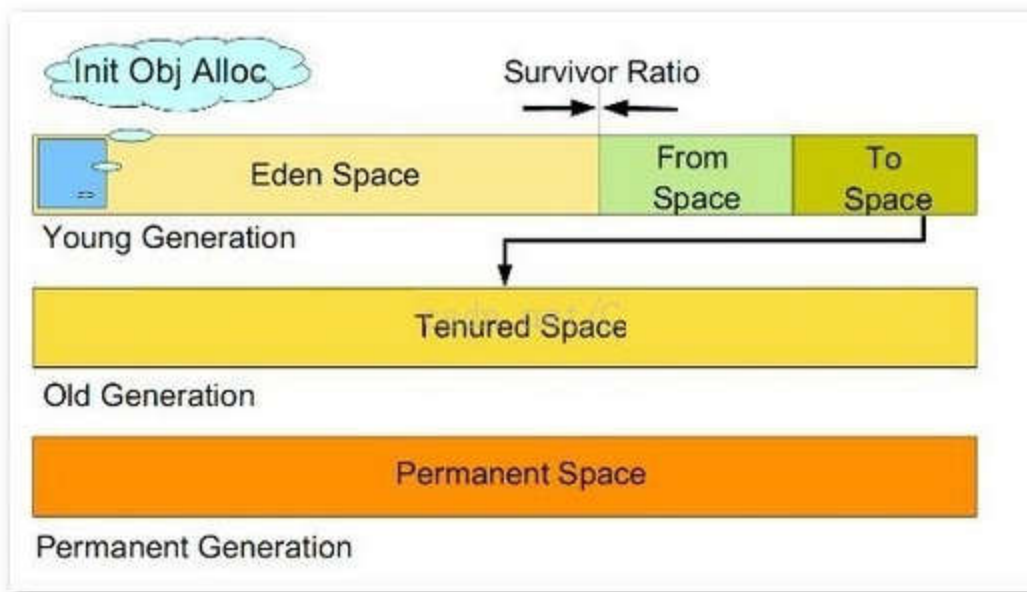 Init Obj Alloc
Survivor Ratio
Eden Space
From
Space
To
Space
Young Generation
Tenured Space
Old Generation
Permanent Space
Permanent Generation